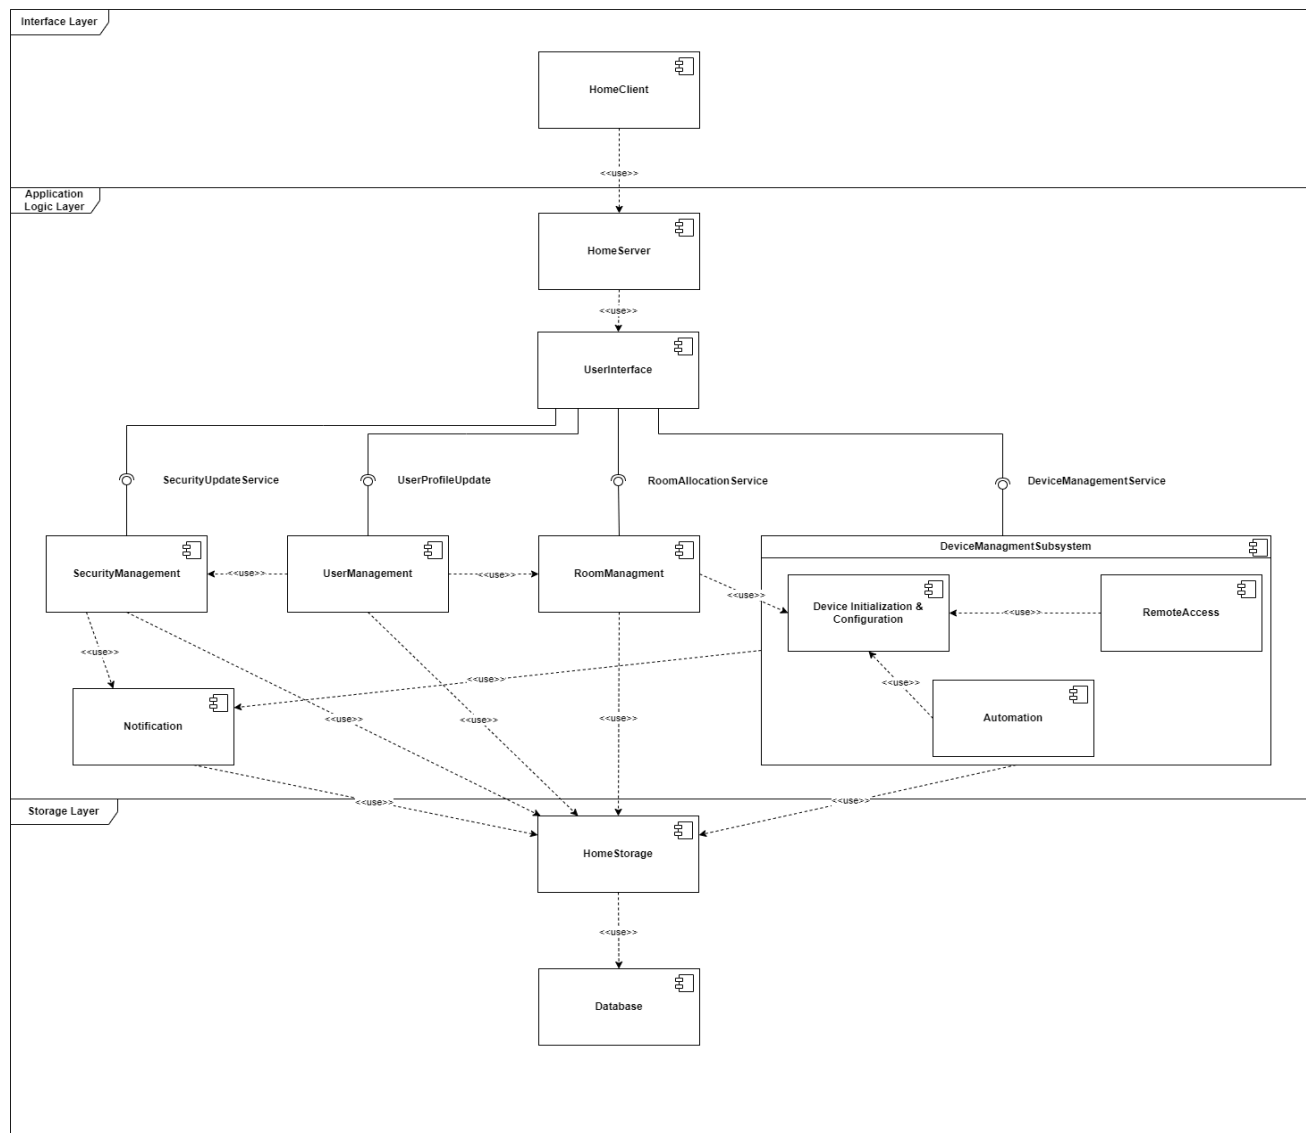 Interface Layer
HomeClient
<<use>>
Application
Logic Layer
HomeServer
<<use>>
UserInterface
SecurityUpdateService
UserProfileUpdate
RoomAllocationService
DeviceManagementService
DeviceManagmentSubsystem
SecurityManagement
<<use>>
UserManagement
<<use>>
RoomManagment
<<use>>
Device Initialization &
Configuration
<<use>>
RemoteAccess
<<use>>
<<use>>
<<use>>
Notification
<<use>>
<<use>>
<<use>>
Automation
<<use>>
<<use>>
Storage Layer
HomeStorage
<<use>>
Database